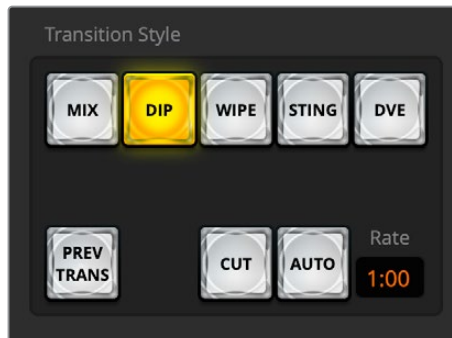 Transition Style
MIX
DIP
WIPE
STING
DVE
PREV
TRANS
CUT
AUTO
Rate
1:00